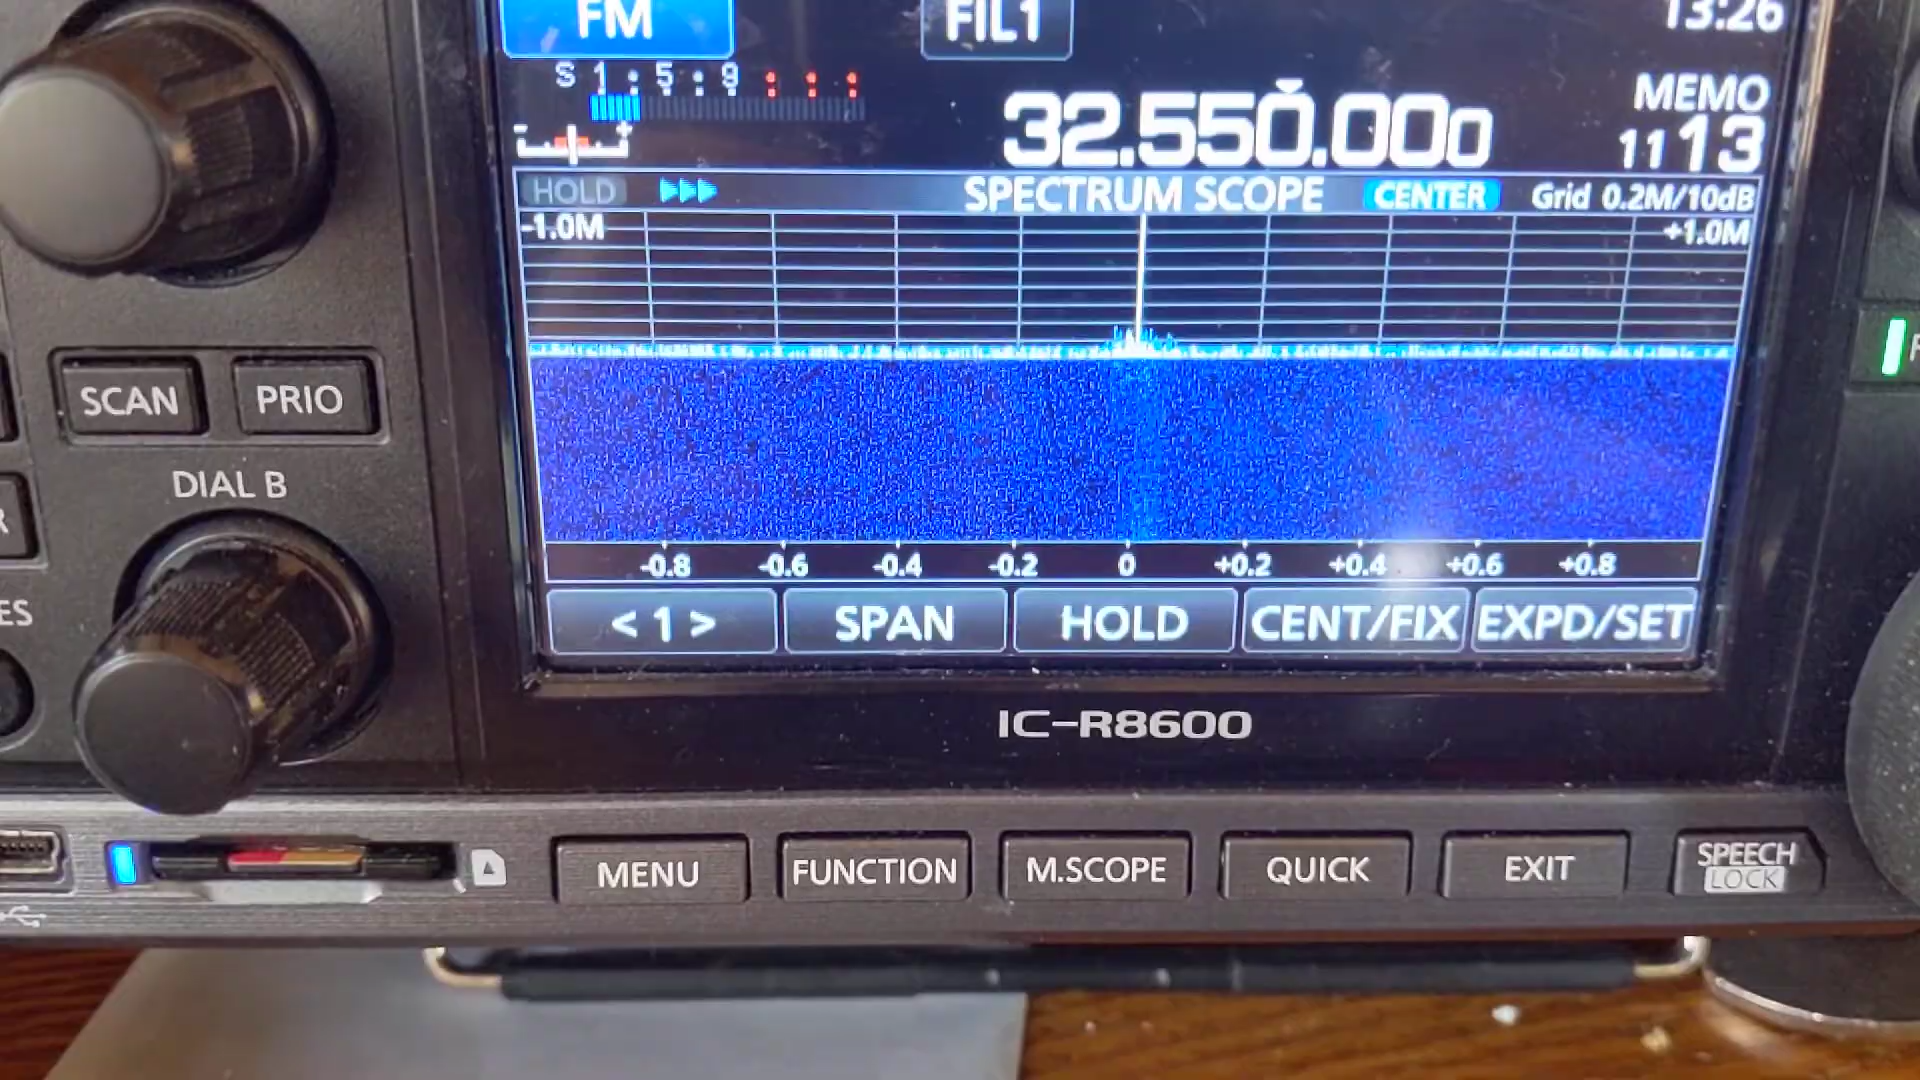 FM FIL1 13:26
S 1 5 9
MEMO
32.550.000
11 13
- +
HOLD SPECTRUM SCOPE CENTER Grid 0.2M/10dB
-1.0M +1.0M
SCAN PRIO
DIAL B
-0.8 -0.6 -0.4 -0.2 0 +0.2 +0.4 +0.6 +0.8
< 1 > SPAN HOLD CENT/FIX EXPD/SET
IC-R8600
MENU FUNCTION M.SCOPE QUICK EXIT SPEECH
LOCK